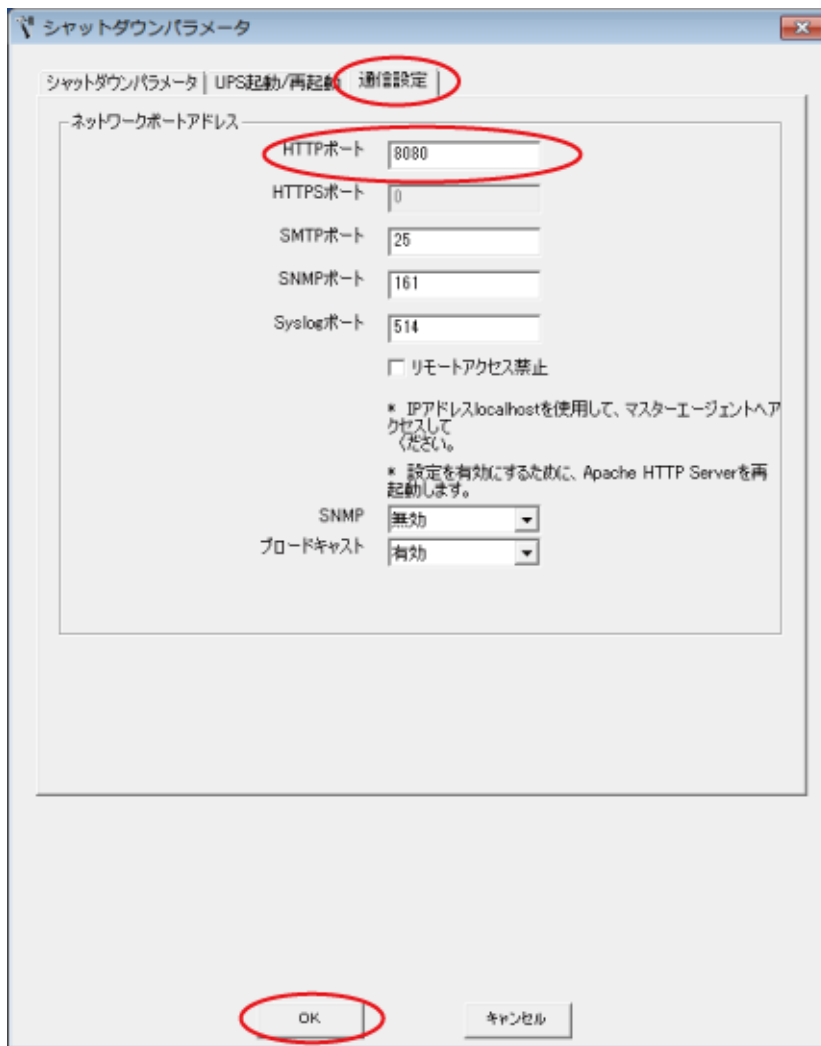 シャットダウンパラメータ
シャットダウンパラメータ UPS起動/再起動 通信設定
ネットワークポートアドレス
HTTPポート 8080
HTTPSポート 0
SMTPポート 25
SNMPポート 161
Syslogポート 514
リモートアクセス禁止
* IPアドレスlocalhostを使用して、マスターエージェントへア
クセスして
ください。
* 設定を有効にするために、Apache HTTP Serverを再
起動します。
SNMP 無効
ブロードキャスト 有効
OK キャンセル